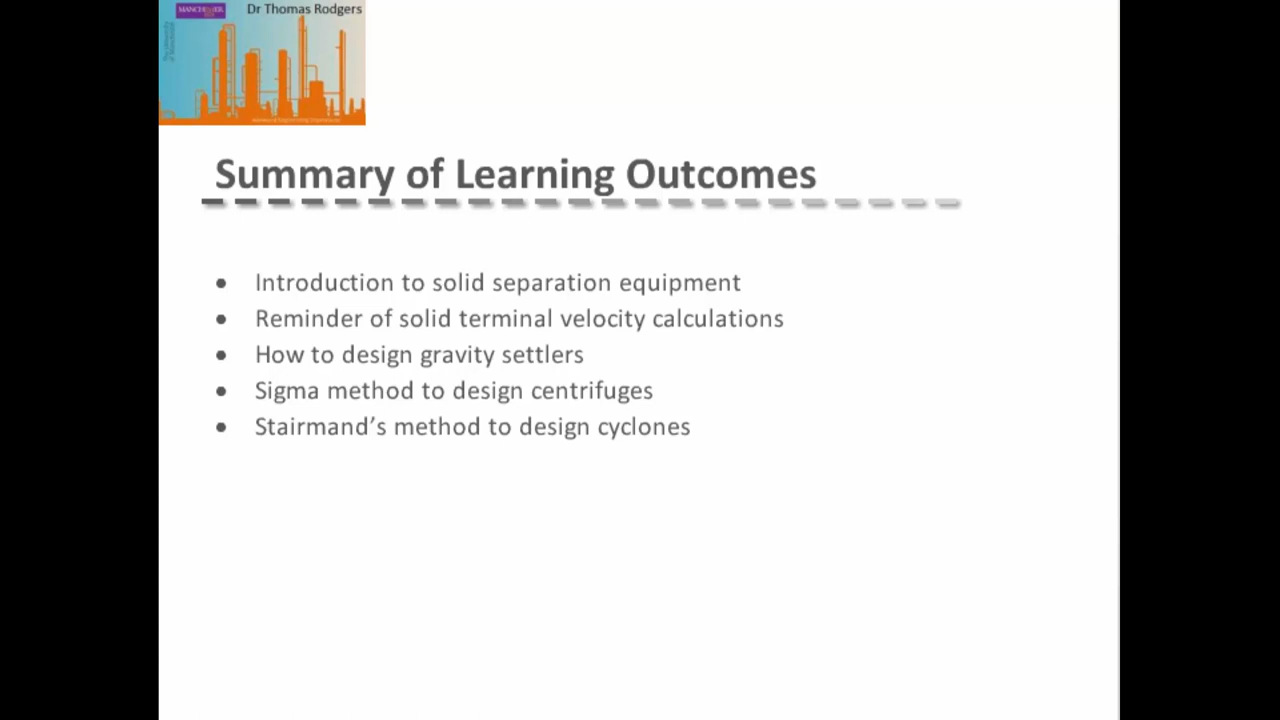 MANCHESTER
Dr Thomas Rodgers
Summary of Learning Outcomes
• Introduction to solid separation equipment
• Reminder of solid terminal velocity calculations
• How to design gravity settlers
• Sigma method to design centrifuges
• Stairmand's method to design cyclones